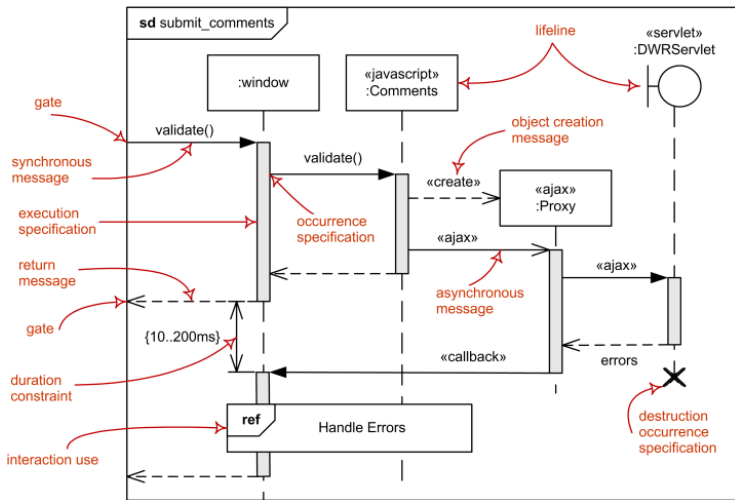 sd submit_comments
lifeline
«servlet»
:DWRServlet
:window
«javascript»
:Comments
gate
validate()
object creation
message
synchronous
message
validate()
«create»
«ajax»
:Proxy
execution
specification
occurrence
specification
«ajax»
«ajax»
return
message
asynchronous
message
gate
{10..200ms}
«callback»
errors
duration
constraint
ref
Handle Errors
destruction
occurrence
specification
interaction use